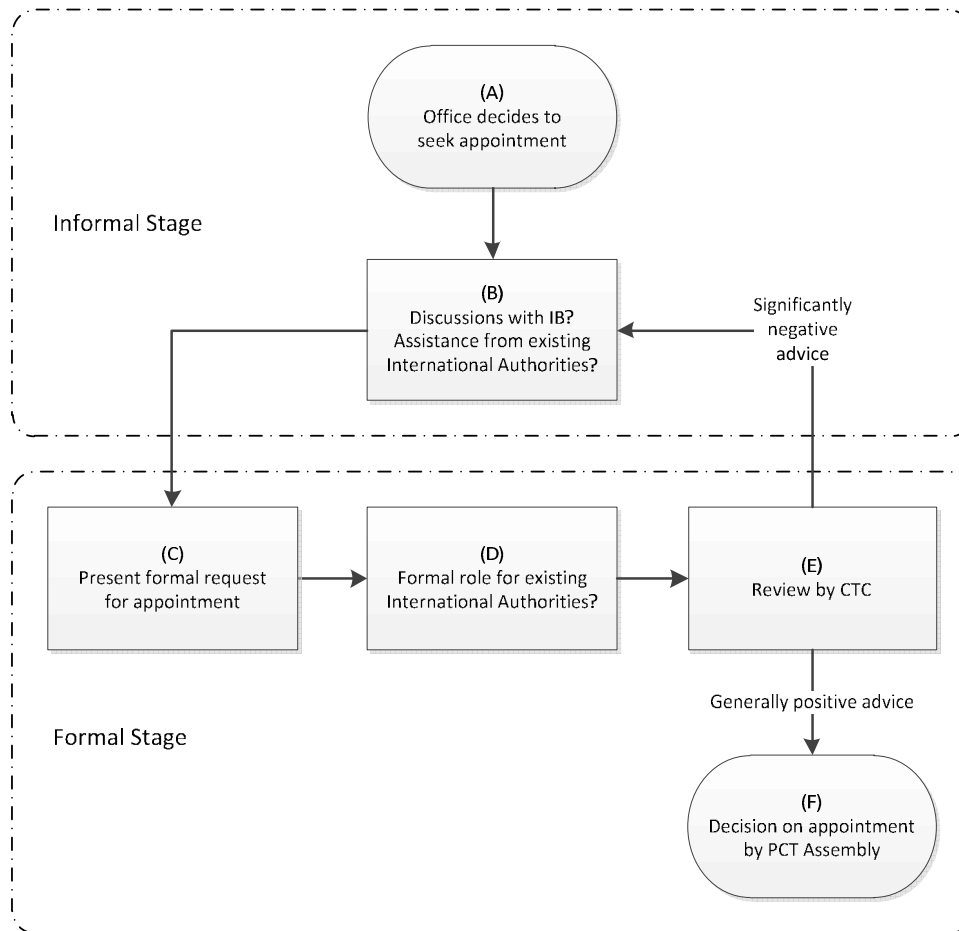 (A)
Office decides to
seek appointment
Informal Stage
(B)
Discussions with IB?
Assistance from existing
International Authorities?
Significantly
negative
advice
(C)
Present formal request
for appointment
(D)
Formal role for existing
International Authorities?
(E)
Review by CTC
Generally positive advice
Formal Stage
(F)
Decision on appointment
by PCT Assembly